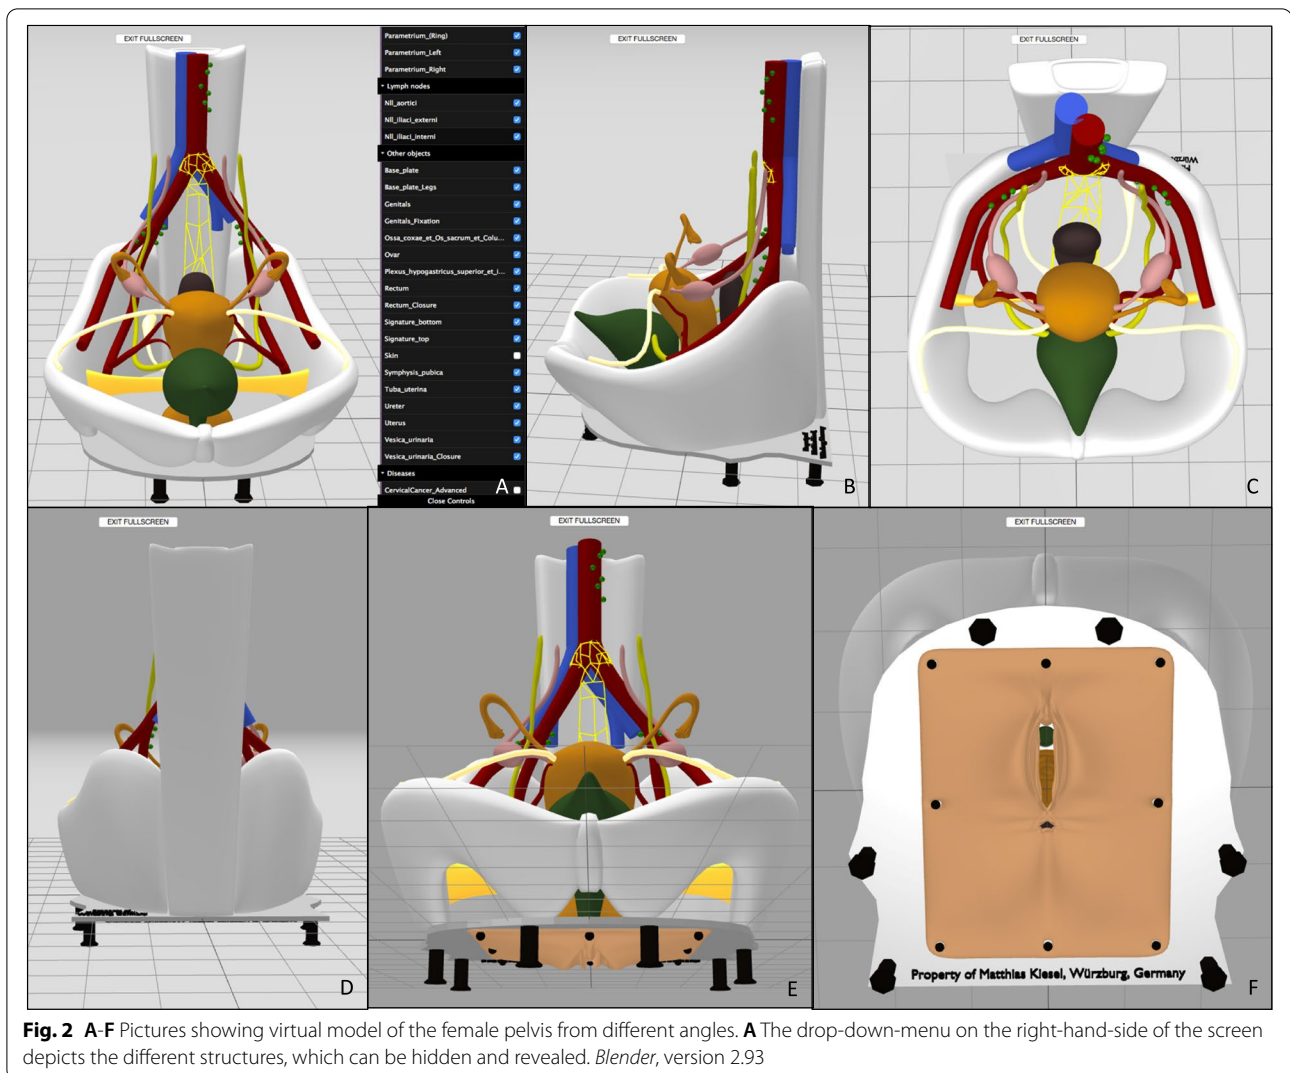 EXIT FULLSCREEN
Parametrium_(Ring)
Parametrium_Left
Parametrium_Right
Lymph nodes
Nll_aortici
Nll_iliaci_externi
Nll_iliaci_interni
Other objects
Base_plate
Base_plate_Legs
Genitals
Genitals_Fixation
Ossa_coxae_et_Os_sacrum_et_Colu...
Ovar
Plexus_hypogastricus_superior_et_i...
Rectum
Rectum_Closure
Signature_bottom
Signature_top
Skin
Symphysis_pubica
Tuba_uterina
Ureter
Uterus
Vesica_urinaria
Vesica_urinaria_Closure
Diseases
CervicalCancer_Advanced
Close Controls
A
EXIT FULLSCREEN
B
EXIT FULLSCREEN
C
EXIT FULLSCREEN
D
EXIT FULLSCREEN
E
EXIT FULLSCREEN
Property of Matthias Kiesel, Würzburg, Germany
F
Fig. 2 A-F Pictures showing virtual model of the female pelvis from different angles. A The drop-down-menu on the right-hand-side of the screen
depicts the different structures, which can be hidden and revealed. Blender, version 2.93